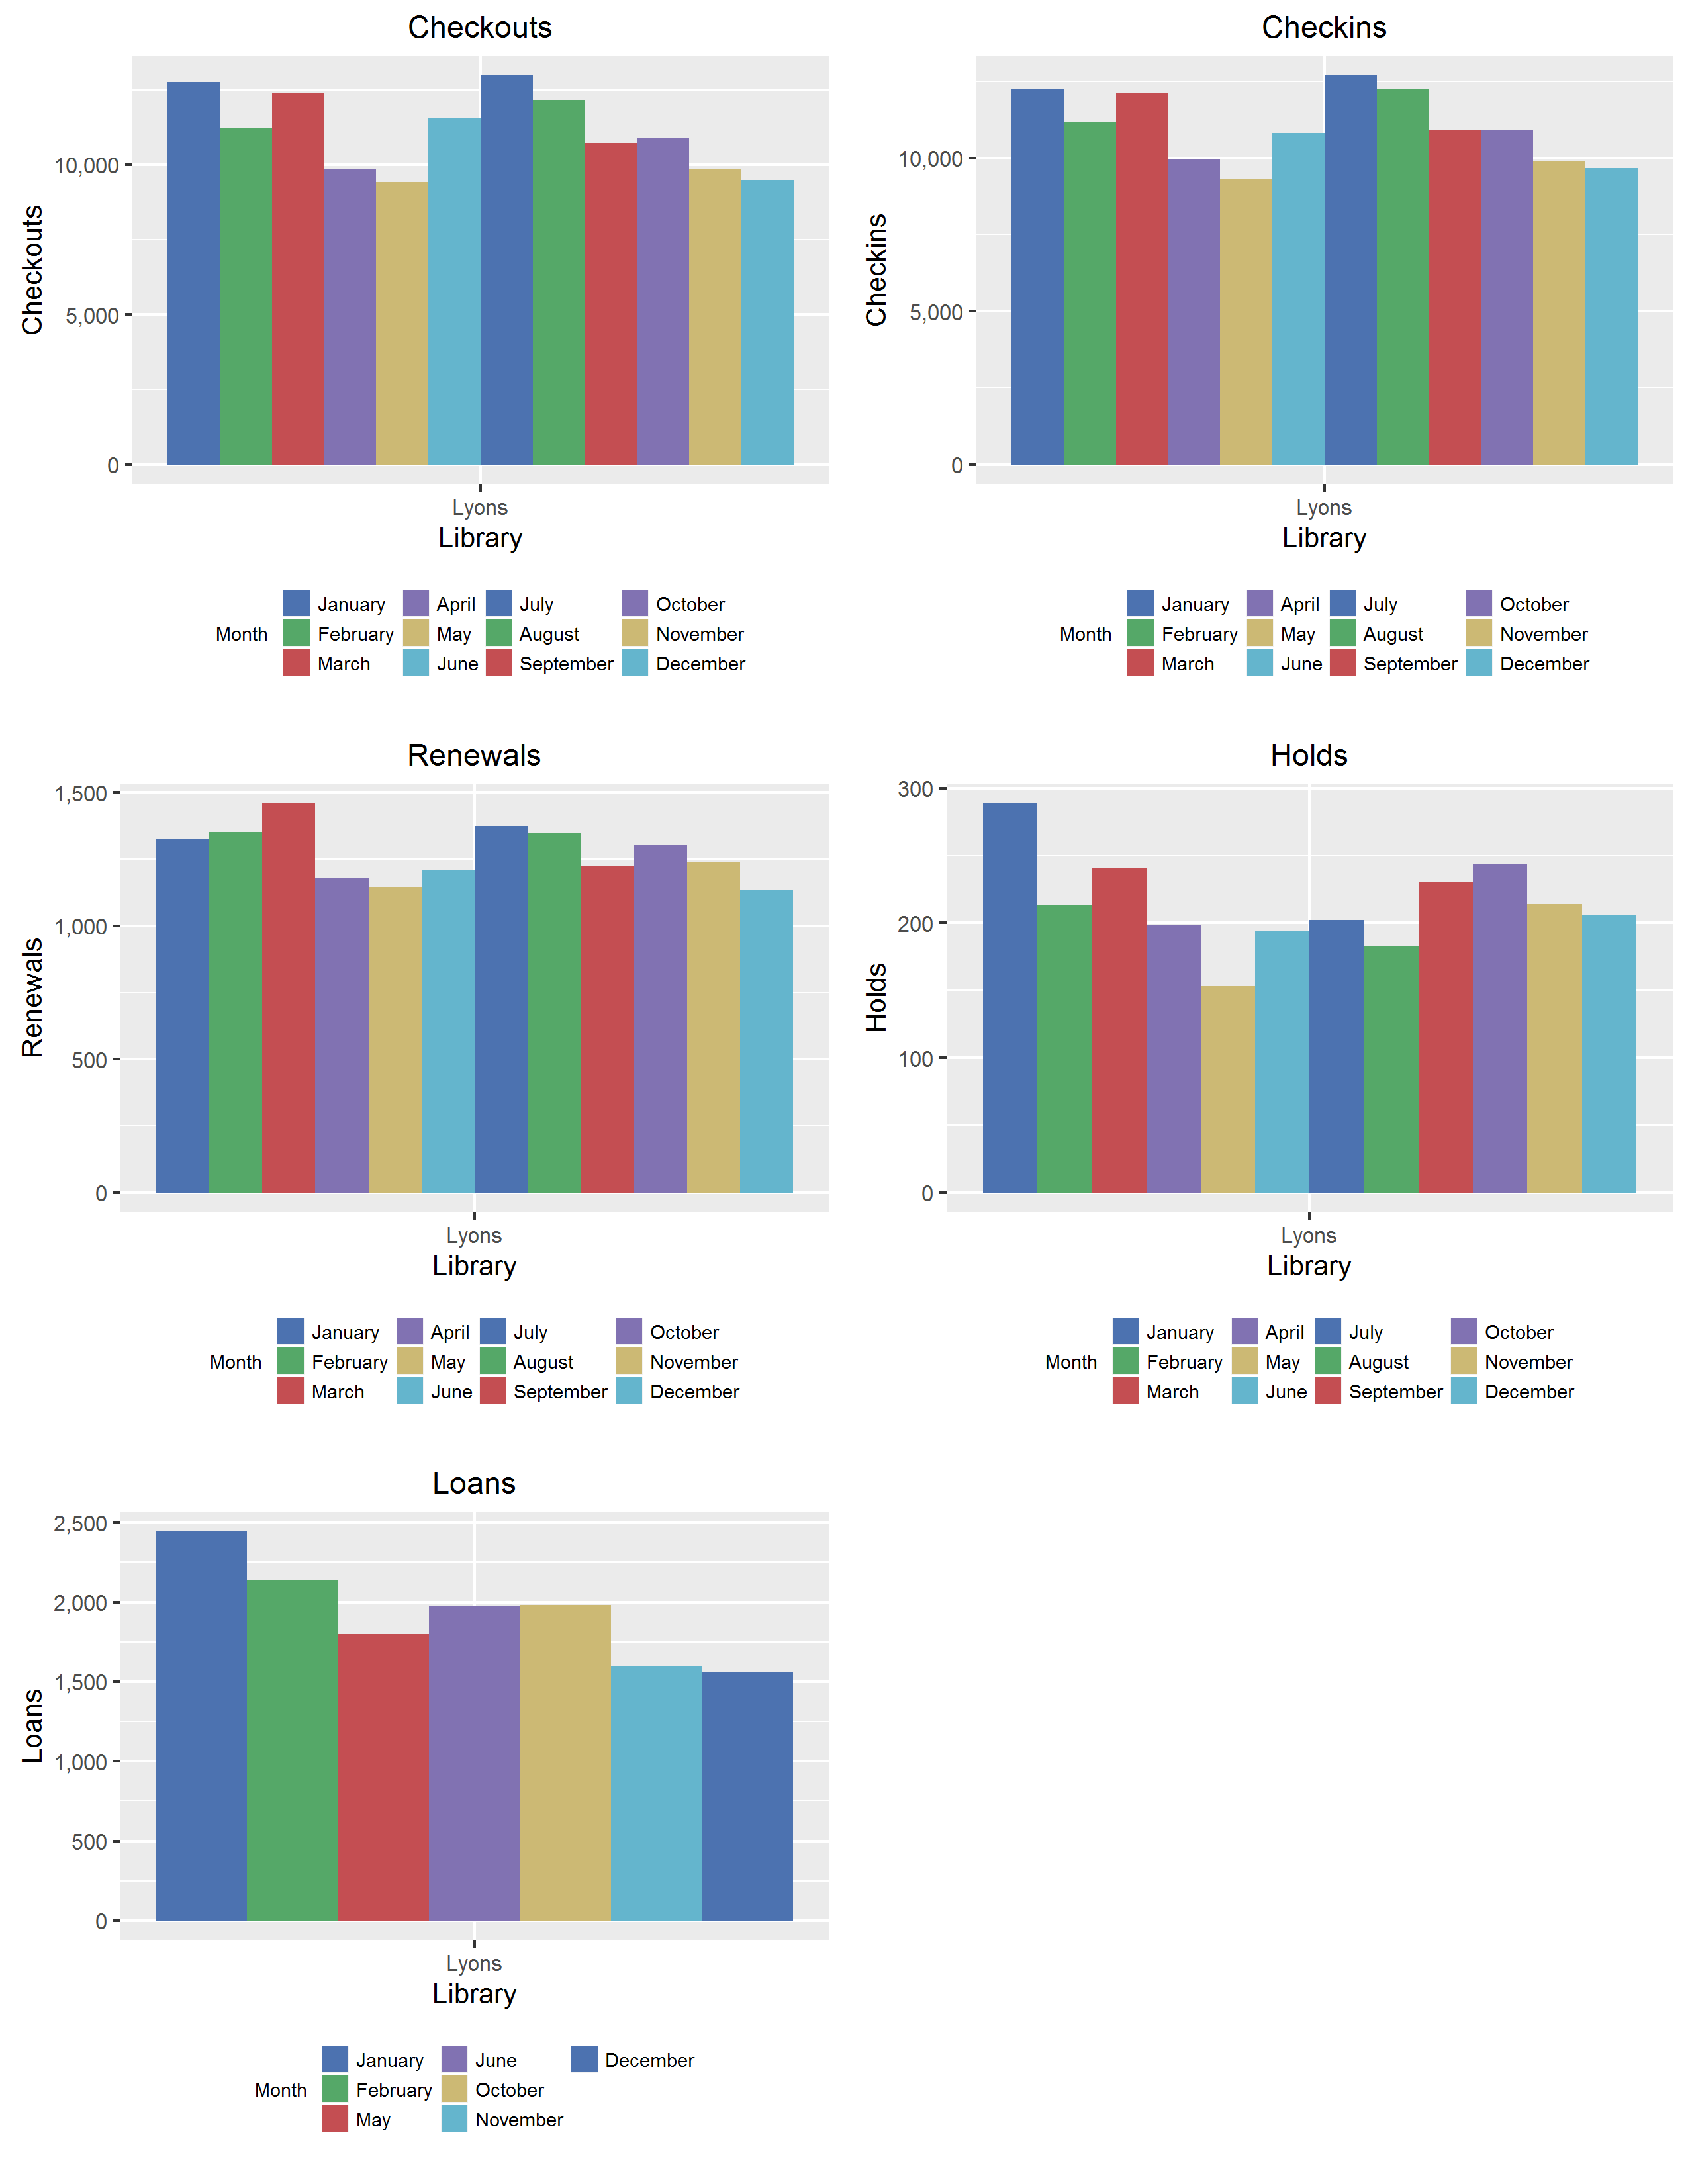 Checkouts
Checkouts
10,000
5,000
0
Lyons
Library
Month
January April July October
February May August November
March June September December
Checkins
Checkins
10,000
5,000
0
Lyons
Library
Month
January April July October
February May August November
March June September December
Renewals
Renewals
1,500
1,000
500
0
Lyons
Library
Month
January April July October
February May August November
March June September December
Holds
Holds
300
200
100
0
Lyons
Library
Month
January April July October
February May August November
March June September December
Loans
Loans
2,500
2,000
1,500
1,000
500
0
Lyons
Library
Month
January June December
February October
May November